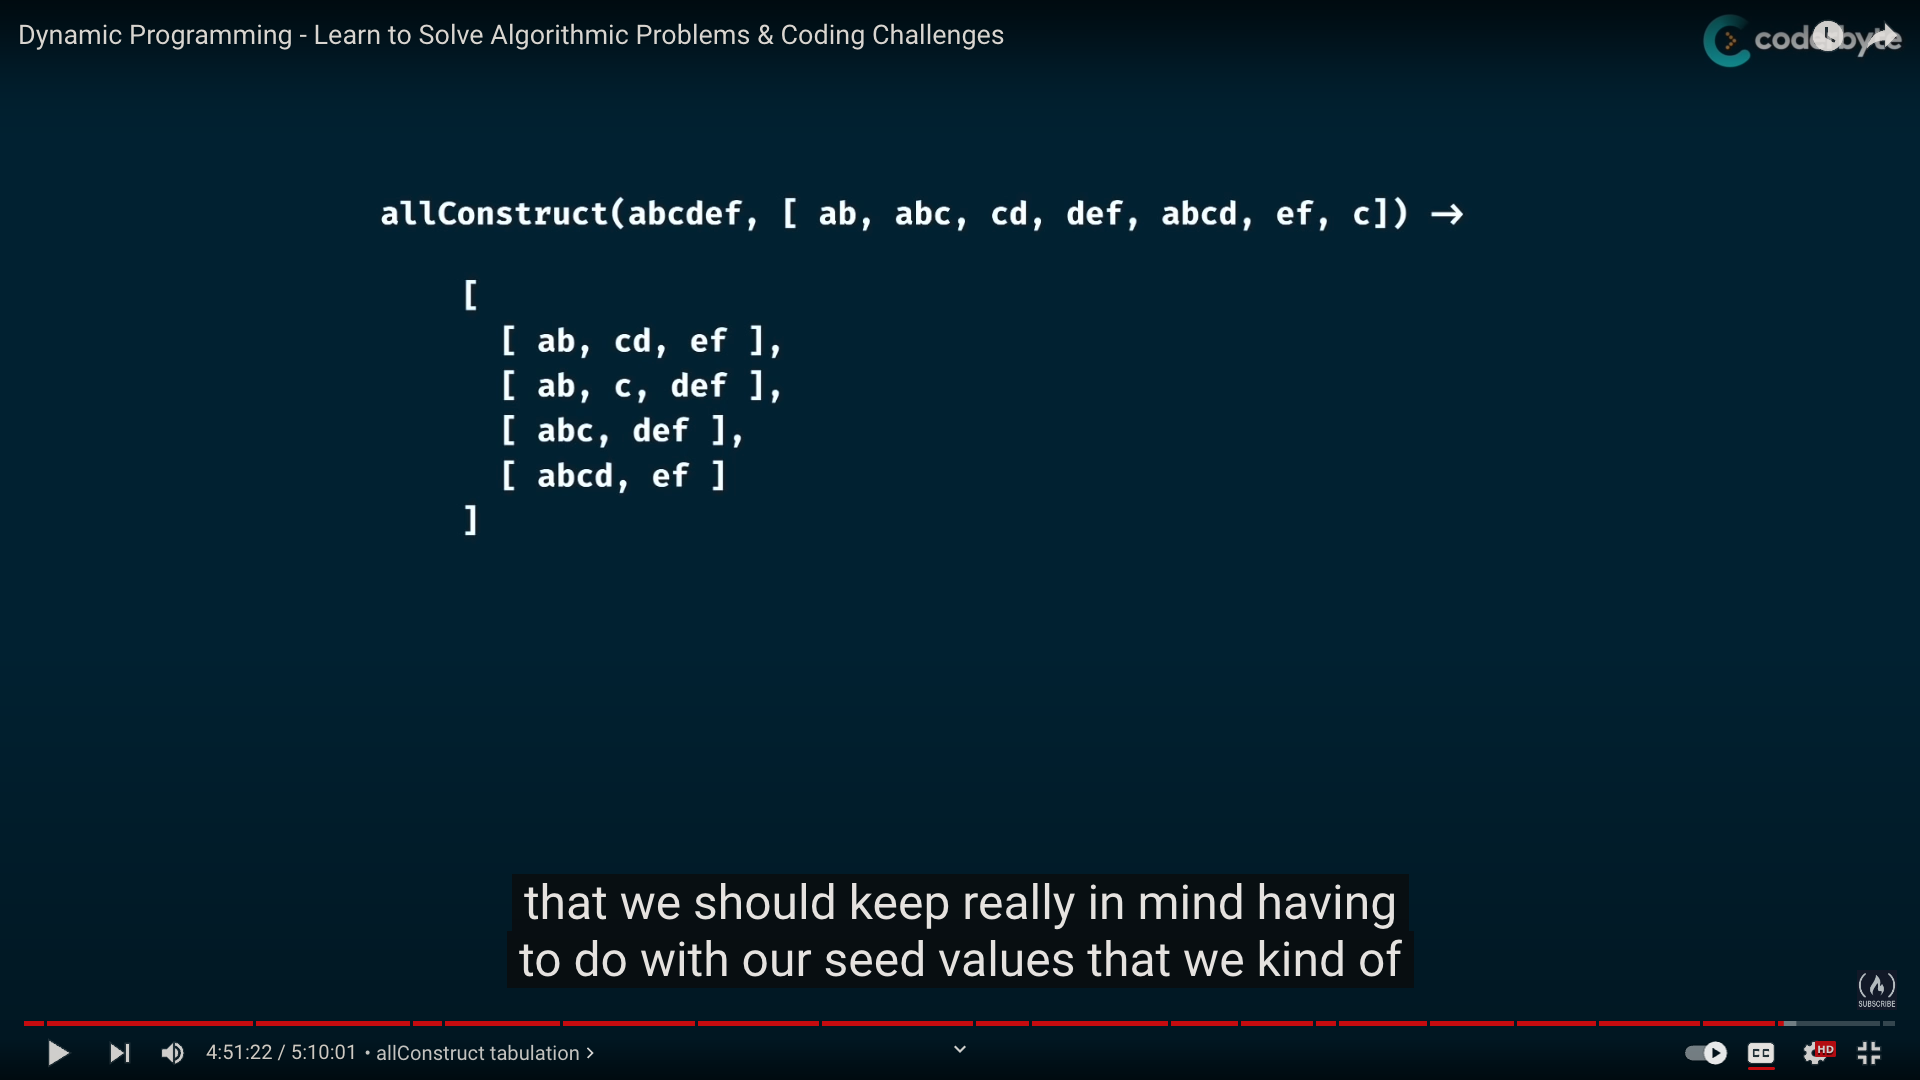 Dynamic Programming - Learn to Solve Algorithmic Problems & Coding Challenges
coderbyte
allConstruct(abcdef, [ ab, abc, cd, def, abcd, ef, c]) →
[
[ ab, cd, ef ],
[ ab, c, def ],
[ abc, def ],
[ abcd, ef ]
]
that we should keep really in mind having
to do with our seed values that we kind of
SUBSCRIBE
4:51:22 / 5:10:01 • allConstruct tabulation >
CC
HD